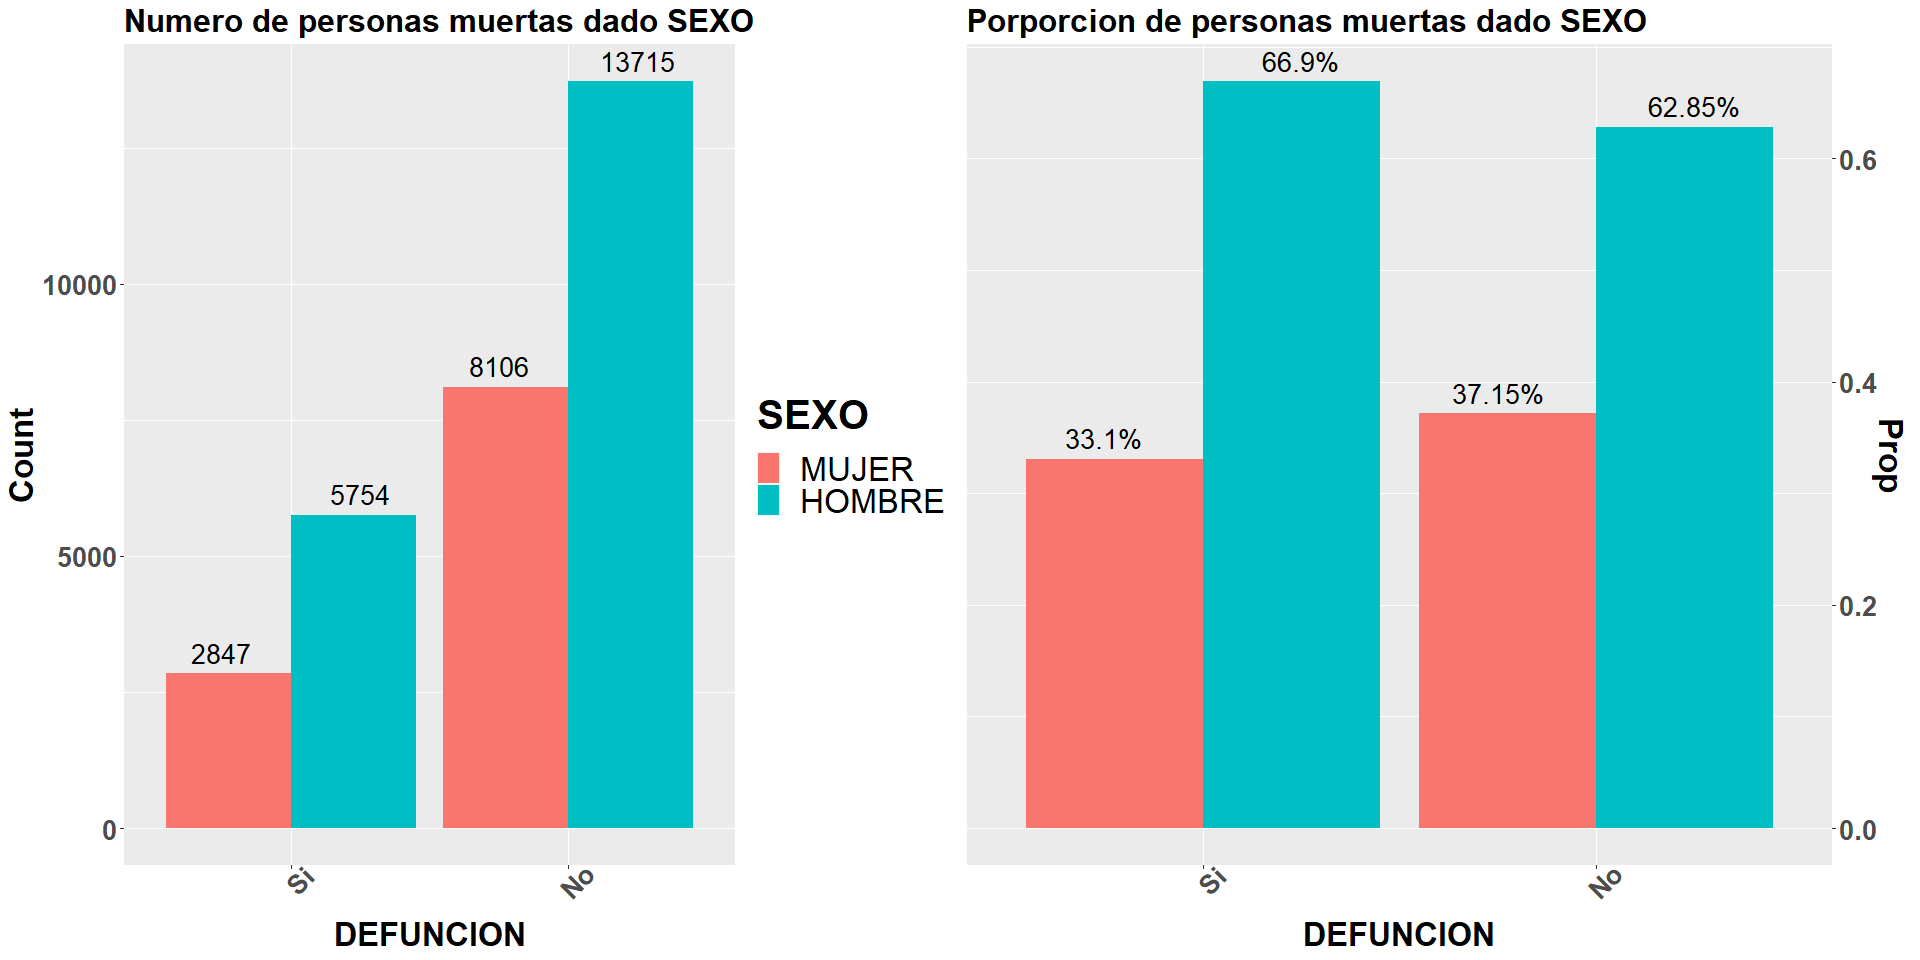 Numero de personas muertas dado SEXO
13715
10000
8106
5754
5000
2847
0
Count
Si
No
DEFUNCION
SEXO
MUJER
HOMBRE
Porporcion de personas muertas dado SEXO
66.9%
62.85%
0.6
37.15%
0.4
33.1%
0.2
0.0
Prop
Si
No
DEFUNCION